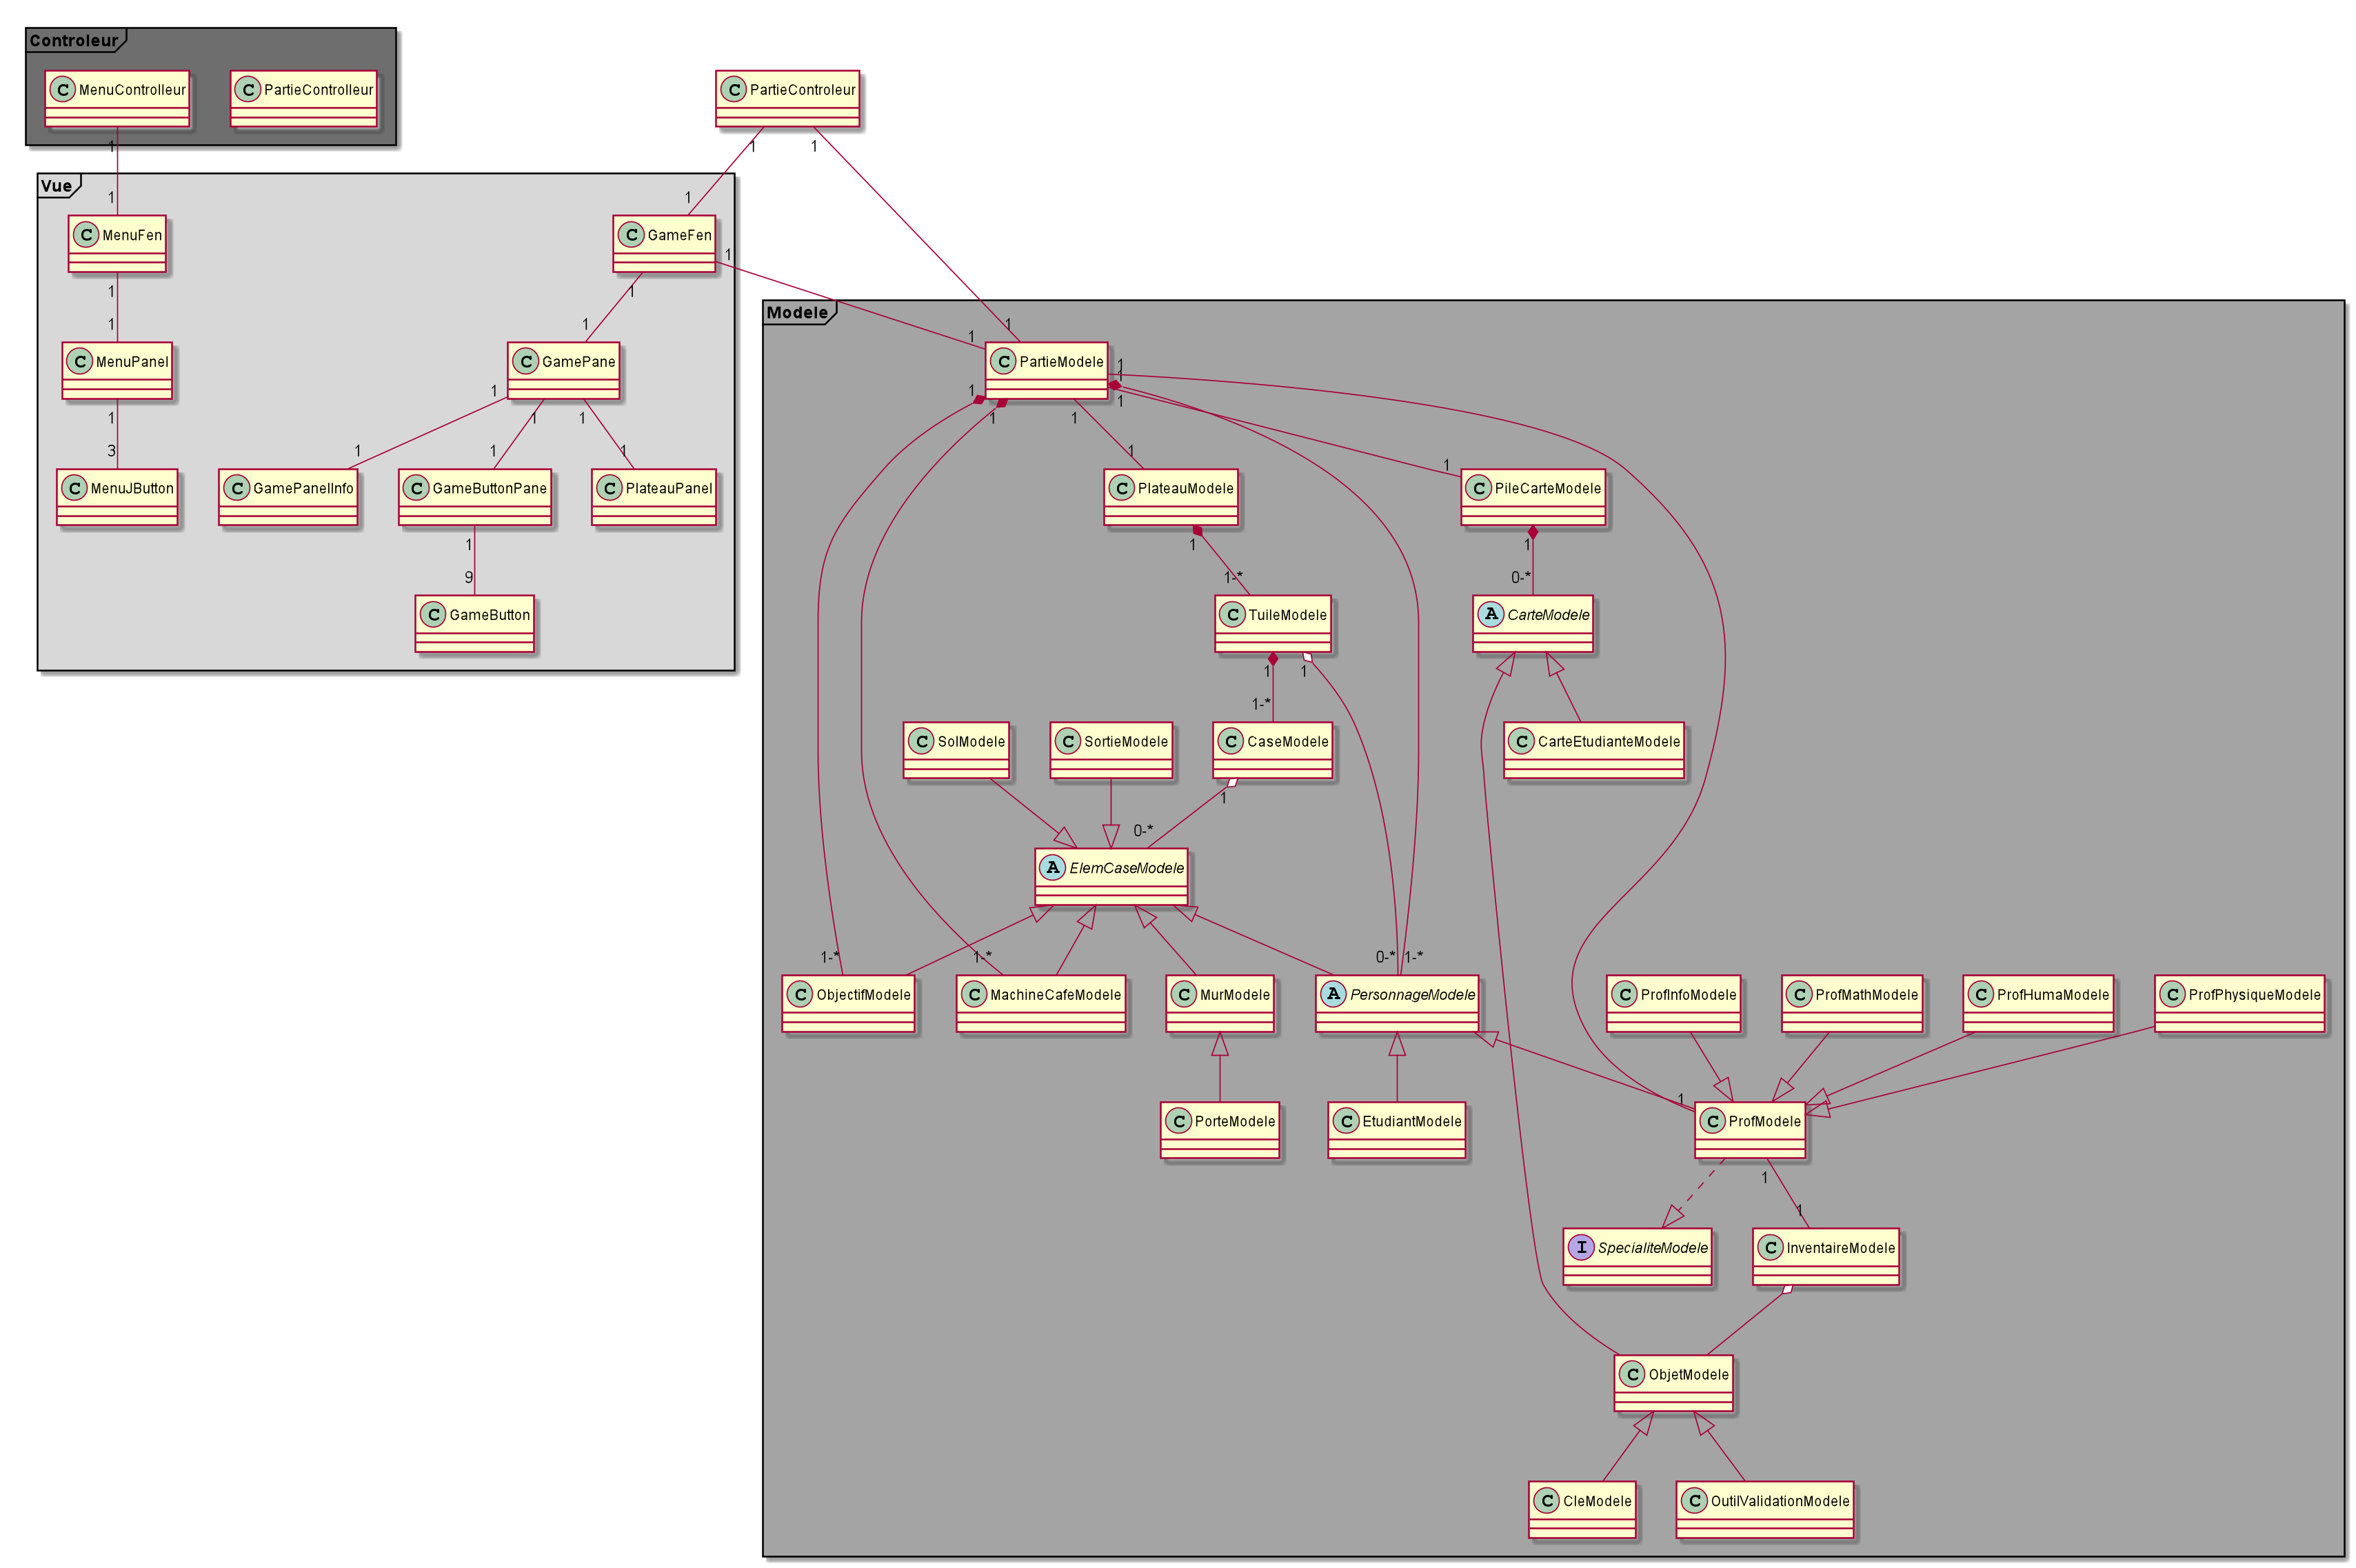 Controleur
C MenuControlleur
C PartieControlleur
C PartieControleur
1
1
1
Vue
1
1
C MenuFen
C GameFen
1
1
1
1
1
1
1
Modele
C MenuPanel
C GamePane
C PartieModele
1
1
1
1
1
1
1
1
1
1
1
3
1
1
1
1
1
C MenuJButton
C GamePanelInfo
C GameButtonPane
C PlateauPanel
C PlateauModele
C PileCarteModele
1
1
1
9
1-*
0-*
C GameButton
C TuileModele
A CarteModele
1
1
1-*
C SolModele
C SortieModele
C CaseModele
C CarteEtudianteModele
1
0-*
A ElemCaseModele
1-*
1-*
0-*
1-*
C ObjectifModele
C MachineCafeModele
C MurModele
A PersonnageModele
C ProfInfoModele
C ProfMathModele
C ProfHumaModele
C ProfPhysiqueModele
1
C PorteModele
C EtudiantModele
C ProfModele
1
1
I SpecialiteModele
C InventaireModele
C ObjetModele
C CleModele
C OutilValidationModele